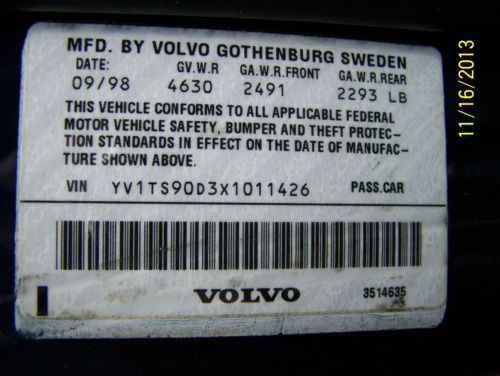 MFD. BY VOLVO GOTHENBURG SWEDEN
DATE: GV.W.R GA.W.R.FRONT GA.W.R.REAR
09/98 4630 2491 2293 LB
THIS VEHICLE CONFORMS TO ALL APPLICABLE FEDERAL
MOTOR VEHICLE SAFETY, BUMPER AND THEFT PROTEC-
TION STANDARDS IN EFFECT ON THE DATE OF MANUFAC-
TURE SHOWN ABOVE.
VIN YV1TS90D3X1011426 PASS.CAR
VOLVO 3514635
11/16/2013